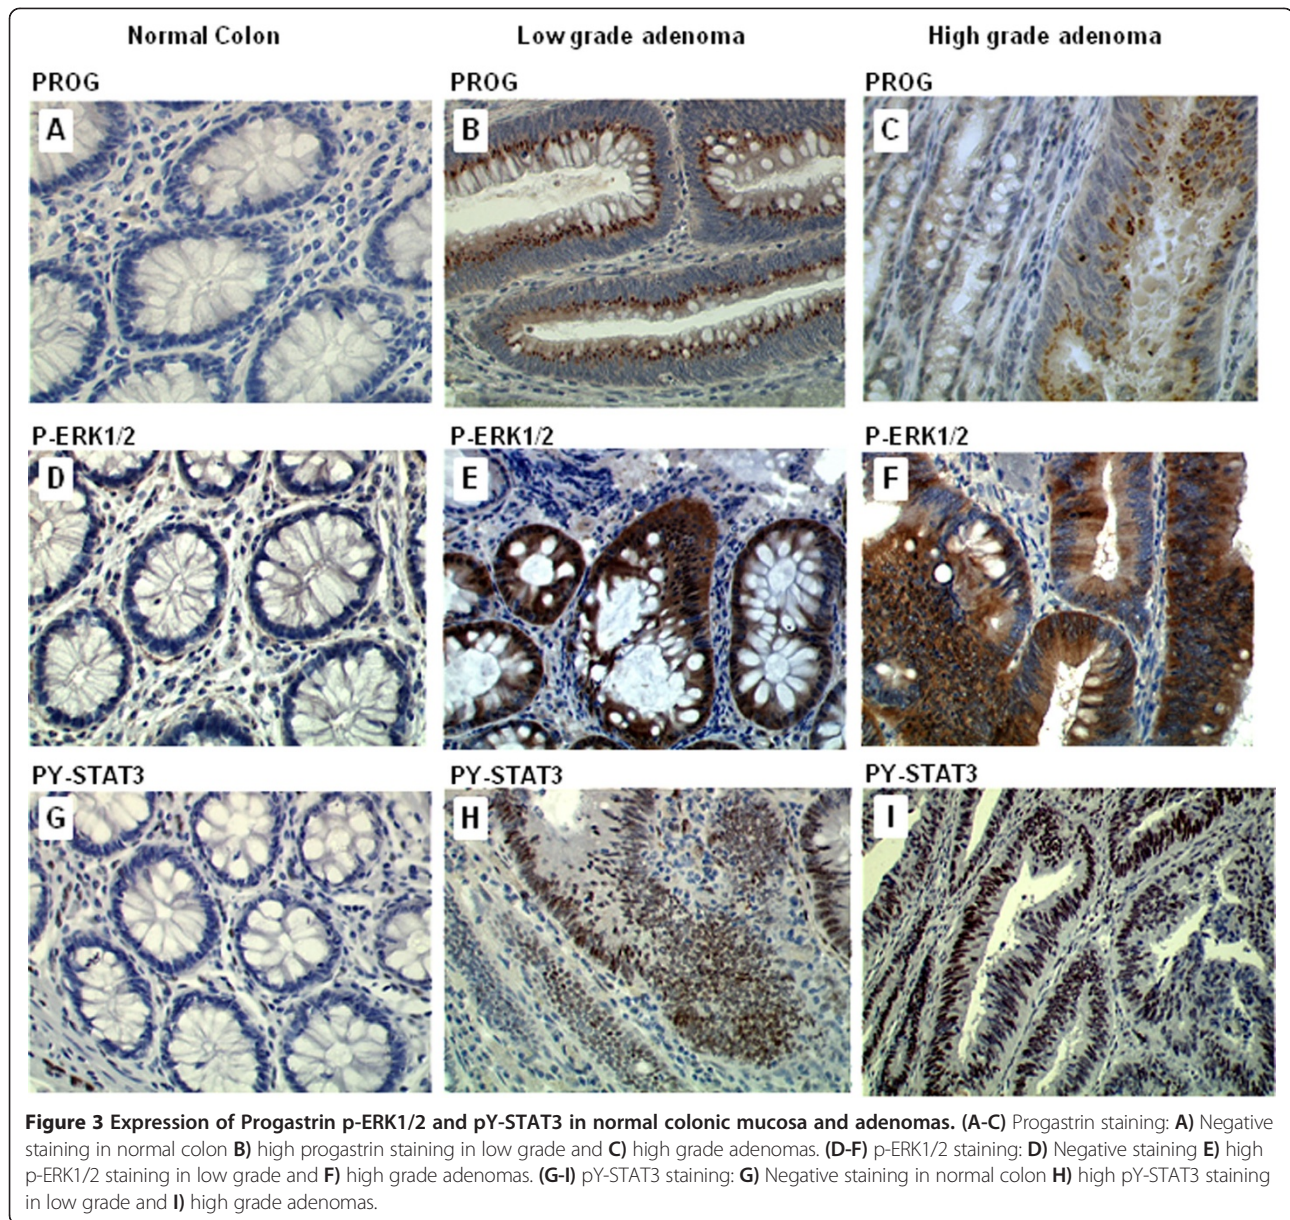 Normal Colon Low grade adenoma High grade adenoma
PROG PROG PROG
A B C
P-ERK1/2 P-ERK1/2 P-ERK1/2
D E F
PY-STAT3 PY-STAT3 PY-STAT3
G H I
Figure 3 Expression of Progastrin p-ERK1/2 and pY-STAT3 in normal colonic mucosa and adenomas. (A-C) Progastrin staining: A) Negative
staining in normal colon B) high progastrin staining in low grade and C) high grade adenomas. (D-F) p-ERK1/2 staining: D) Negative staining E) high
p-ERK1/2 staining in low grade and F) high grade adenomas. (G-I) pY-STAT3 staining: G) Negative staining in normal colon H) high pY-STAT3 staining
in low grade and I) high grade adenomas.